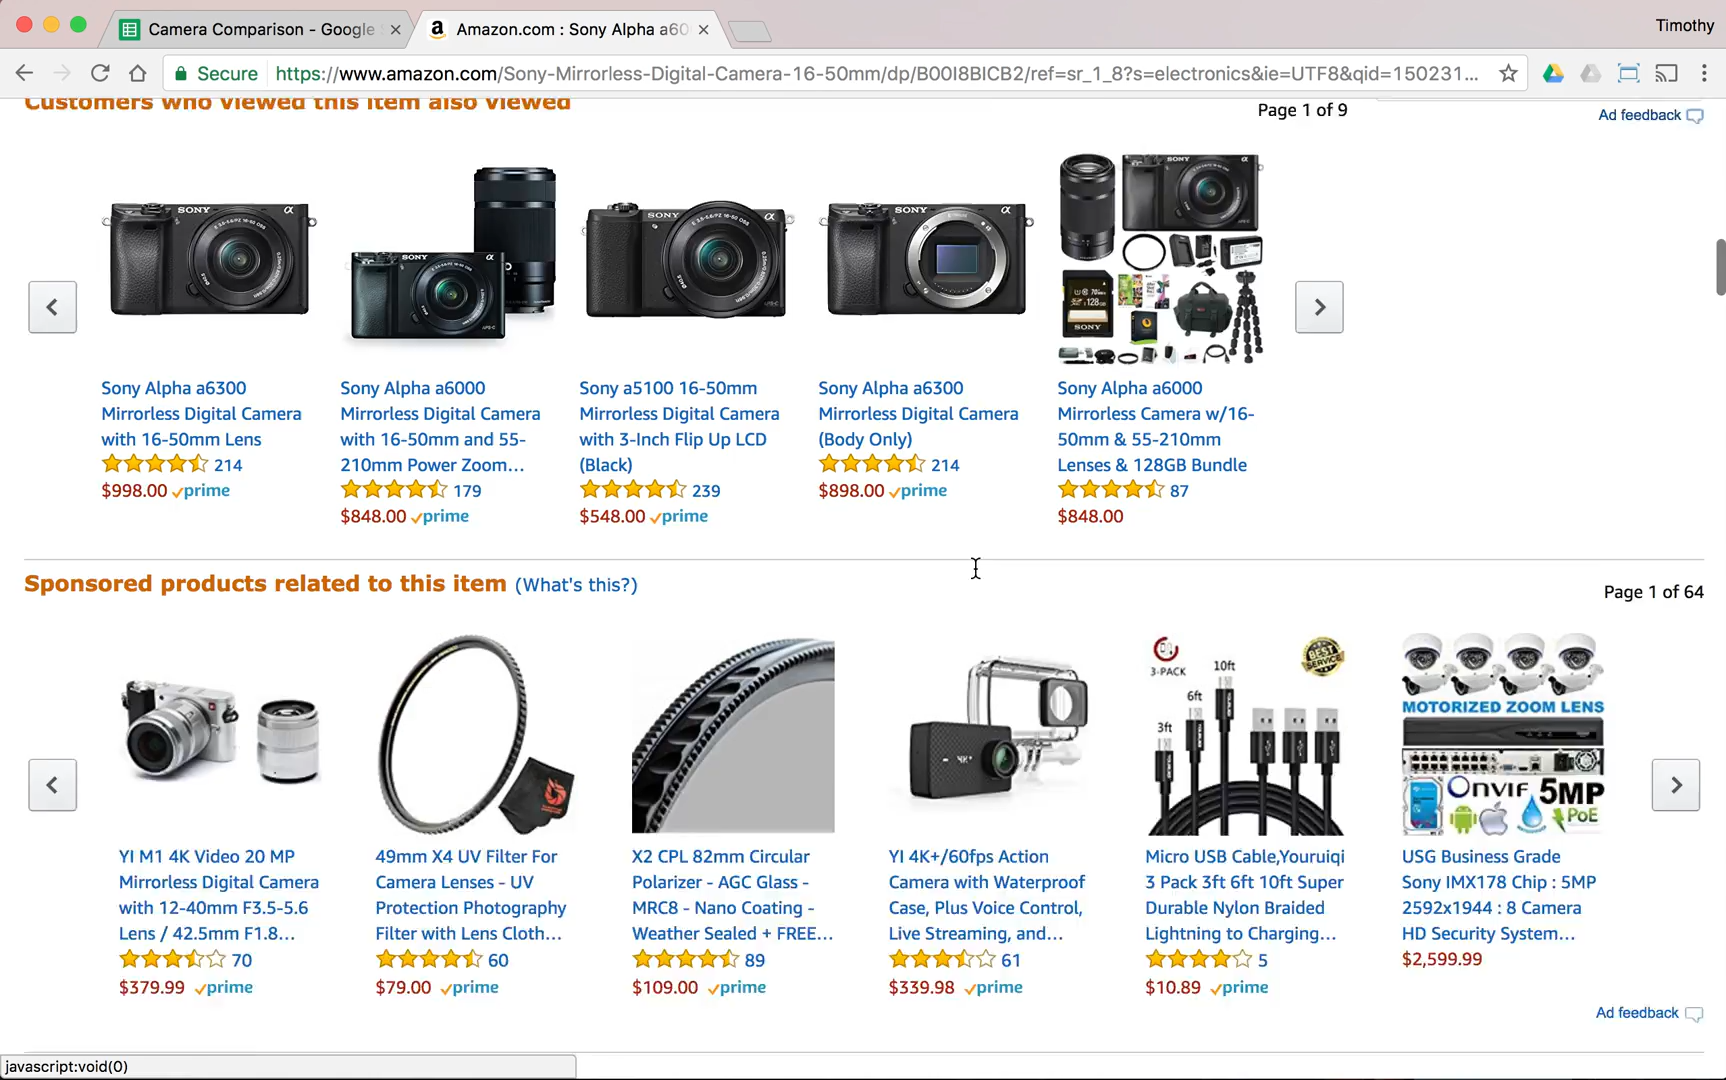 Camera Comparison - Google
Amazon.com : Sony Alpha a60
Timothy
Secure
https://www.amazon.com/Sony-Mirrorless-Digital-Camera-16-50mm/dp/B00I8BICB2/ref=sr_1_8?s=electronics&ie=UTF8&qid=150231...
Customers who viewed this item also viewed
Page 1 of 9
Ad feedback
Sony Alpha a6300
Mirrorless Digital Camera
with 16-50mm Lens
214
$998.00 prime
Sony Alpha a6000
Mirrorless Digital Camera
with 16-50mm and 55-
210mm Power Zoom...
179
$848.00 prime
Sony a5100 16-50mm
Mirrorless Digital Camera
with 3-Inch Flip Up LCD
(Black)
239
$548.00 prime
Sony Alpha a6300
Mirrorless Digital Camera
(Body Only)
214
$898.00 prime
Sony Alpha a6000
Mirrorless Camera w/16-
50mm & 55-210mm
Lenses & 128GB Bundle
87
$848.00
Sponsored products related to this item (What's this?)
Page 1 of 64
3-PACK
10ft
6ft
3ft
BEST
SERVICE
MOTORIZED ZOOM LENS
Onvif 5MP
PoE
YI M1 4K Video 20 MP
Mirrorless Digital Camera
with 12-40mm F3.5-5.6
Lens / 42.5mm F1.8...
70
$379.99 prime
49mm X4 UV Filter For
Camera Lenses - UV
Protection Photography
Filter with Lens Cloth...
60
$79.00 prime
X2 CPL 82mm Circular
Polarizer - AGC Glass -
MRC8 - Nano Coating -
Weather Sealed + FREE...
89
$109.00 prime
YI 4K+/60fps Action
Camera with Waterproof
Case, Plus Voice Control,
Live Streaming, and...
61
$339.98 prime
Micro USB Cable,Youruiqi
3 Pack 3ft 6ft 10ft Super
Durable Nylon Braided
Lightning to Charging...
5
$10.89 prime
USG Business Grade
Sony IMX178 Chip : 5MP
2592x1944 : 8 Camera
HD Security System...
$2,599.99
Ad feedback
javascript:void(0)